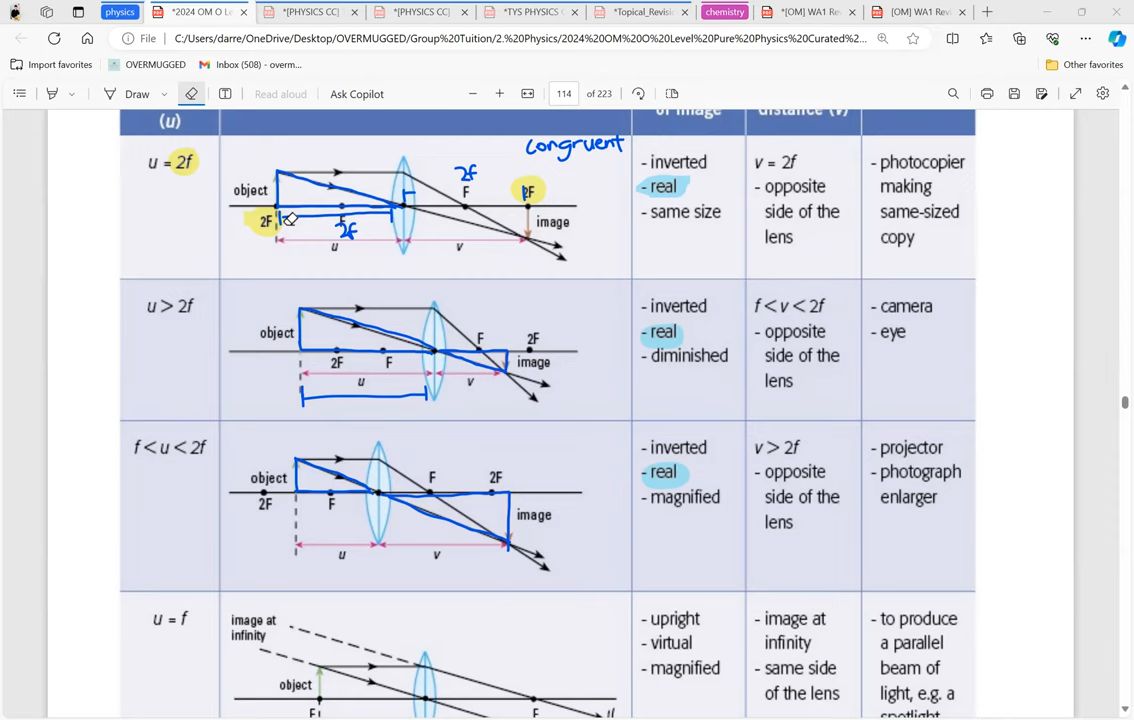 physics
*2024 OM O Le
*[PHYSICS CC]
*[PHYSICS CC]
*TYS PHYSICS
*Topical_Revis
chemistry
*[OM] WA1 Re
[OM] WA1 Rev
File
C:/Users/darre/OneDrive/Desktop/OVERMUGGED/Group%20Tuition/2.%20Physics/2024%20OM%20O%20Level%20Pure%20Physics%20Curated%2...
Import favorites
OVERMUGGED
Inbox (508) - overm...
Other favorites
Draw
Read aloud
Ask Copilot
114
of 223
(u)
of image
distance (v)
congruent
u = 2f
object
2F
F
2f
u
v
2f
F
2F
image
- inverted
- real
- same size
v = 2f
- opposite
side of the
lens
- photocopier
making
same-sized
copy
u > 2f
object
2F
F
F
2F
image
u
v
- inverted
- real
- diminished
f < v < 2f
- opposite
side of the
lens
- camera
- eye
f < u < 2f
object
2F
F
F
2F
image
u
v
- inverted
- real
- magnified
v > 2f
- opposite
side of the
lens
- projector
- photograph
enlarger
u = f
image at
infinity
object
F
F
- upright
- virtual
- magnified
- image at
infinity
- same side
of the lens
- to produce
a parallel
beam of
light, e.g. a
spotlight